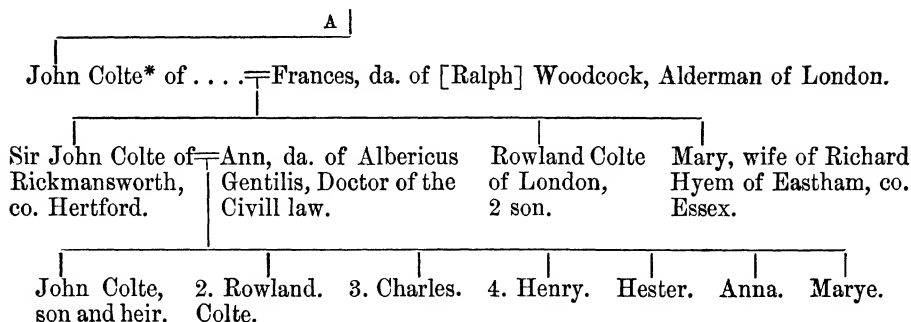 A
John Colte* of . . . . Frances, da. of [Ralph] Woodcock, Alderman of London.
Sir John Colte of
Rickmansworth,
co. Hertford.
Ann, da. of Albericus
Gentilis, Doctor of the
Civill law.
Rowland Colte
of London,
2 son.
Mary, wife of Richard
Hyem of Eastham, co.
Essex.
John Colte,
son and heir.
2. Rowland.
Colte.
3. Charles.
4. Henry.
Hester.
Anna.
Marye.